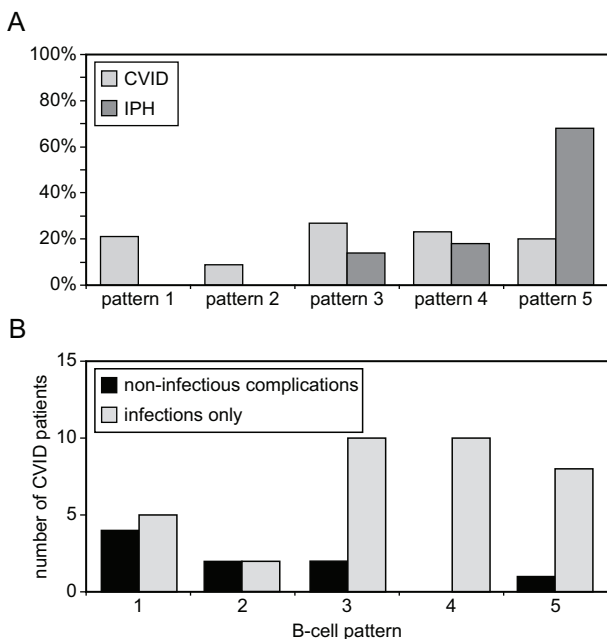 A
100%
80%
60%
40%
20%
0%
CVID
IPH
pattern 1 pattern 2 pattern 3 pattern 4 pattern 5
B
15
10
5
0
number of CVID patients
non-infectious complications
infections only
1 2 3 4 5
B-cell pattern